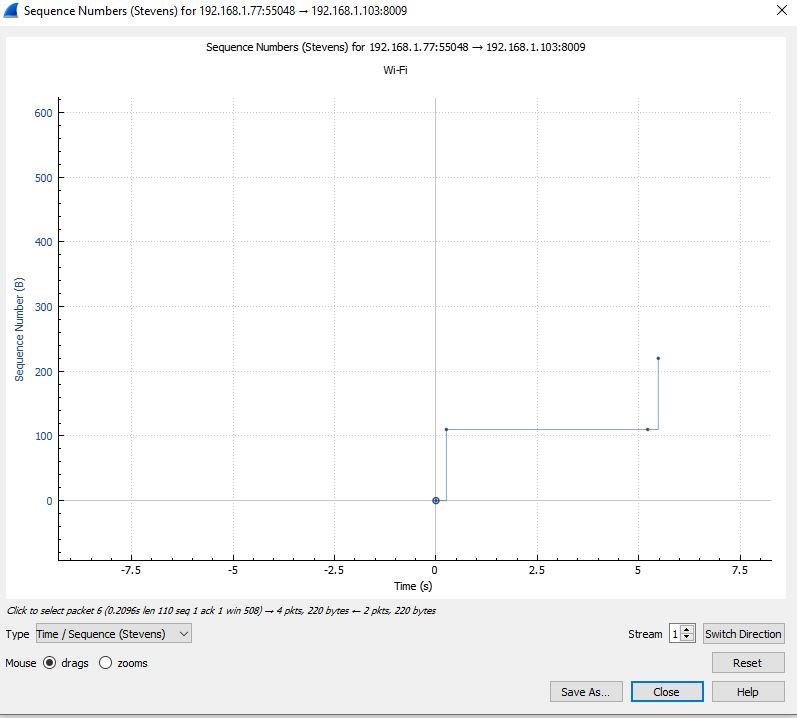 Sequence Numbers (Stevens) for 192.168.1.77:55048 → 192.168.1.103:8009
Sequence Numbers (Stevens) for 192.168.1.77:55048 → 192.168.1.103:8009
Wi-Fi
600
500
400
300
200
100
0
Sequence Number (B)
-7.5 -5 -2.5 0 2.5 5 7.5
Time (s)
Click to select packet 6 (0.2096s len 110 seq 1 ack 1 win 508) → 4 pkts, 220 bytes ← 2 pkts, 220 bytes
Type Time / Sequence (Stevens) Stream 1 Switch Direction
Mouse drags zooms Reset
Save As... Close Help